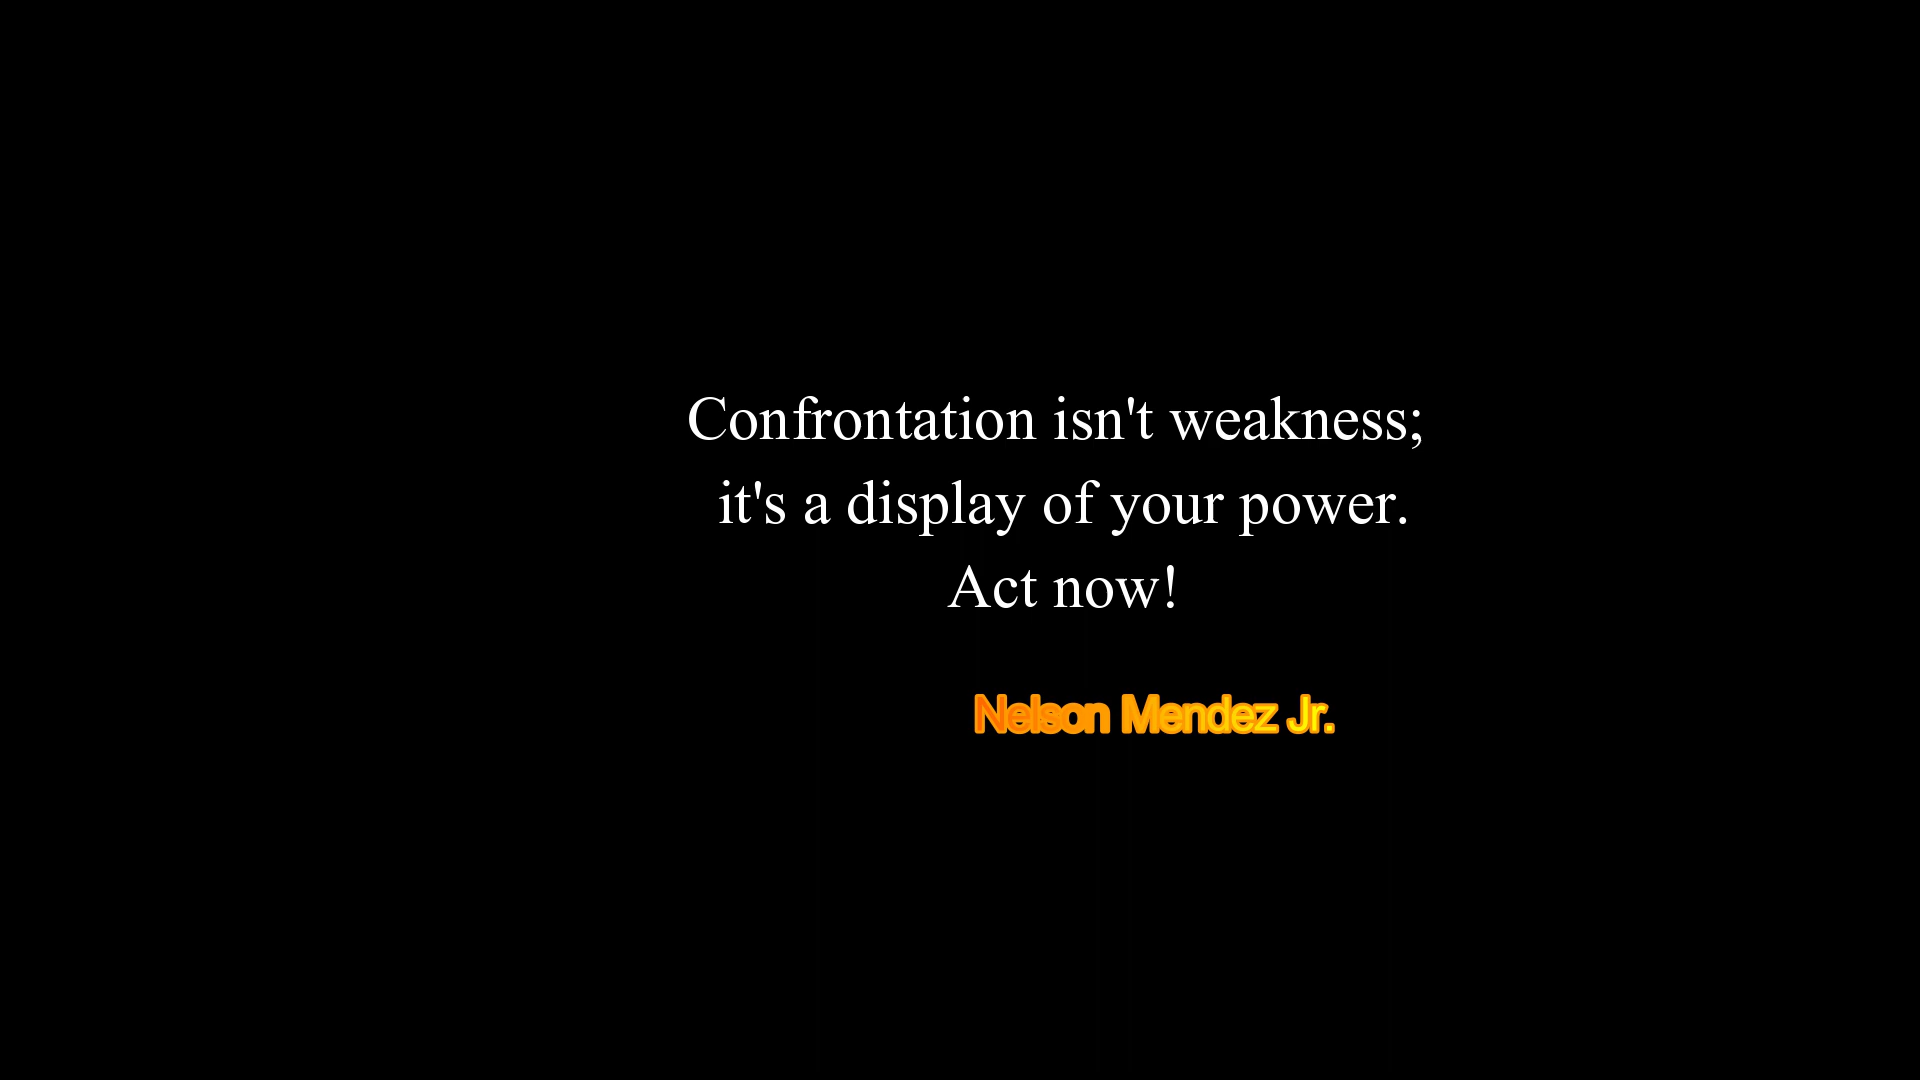 Confrontation isn't weakness;
it's a display of your power.
Act now!
Nelson Mendez Jr.